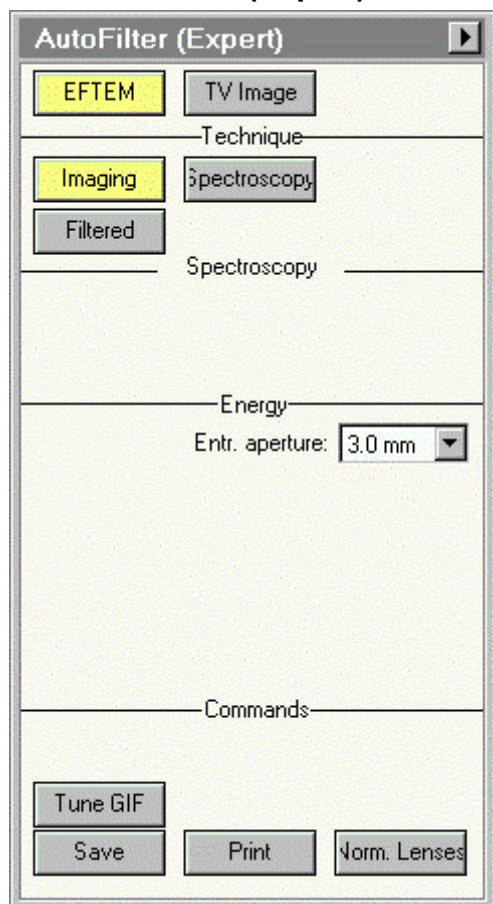 AutoFilter (Expert)
EFTEM TV Image
Technique
Imaging Spectroscopy
Filtered
Spectroscopy
Energy
Entr. aperture: 3.0 mm
Commands
Tune GIF
Save Print Norm. Lenses